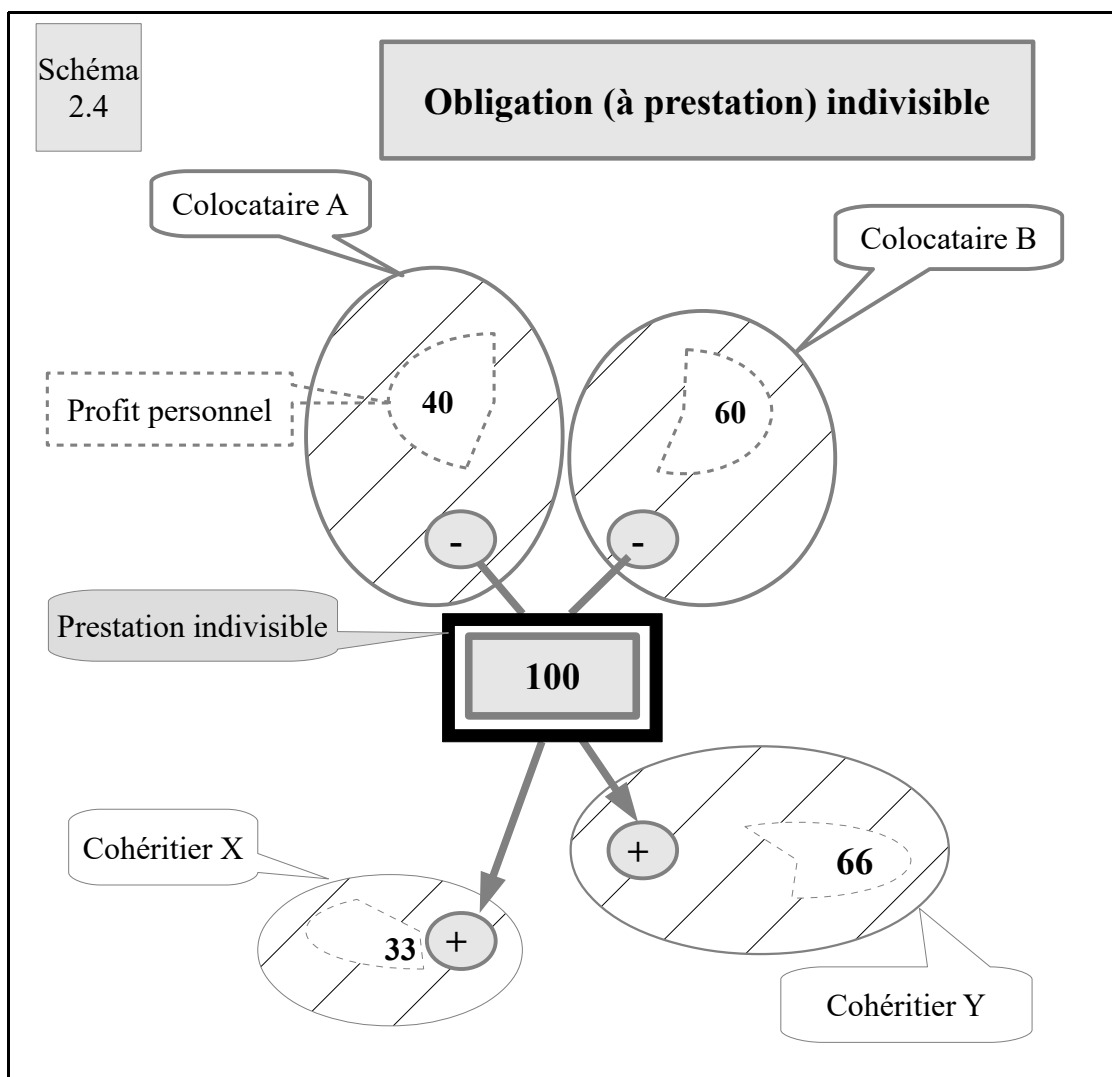 Schéma
2.4
Obligation (à prestation) indivisible
Colocataire A
Colocataire B
Profit personnel
40
60
-
-
Prestation indivisible
100
Cohéritier X
+
66
33
+
Cohéritier Y